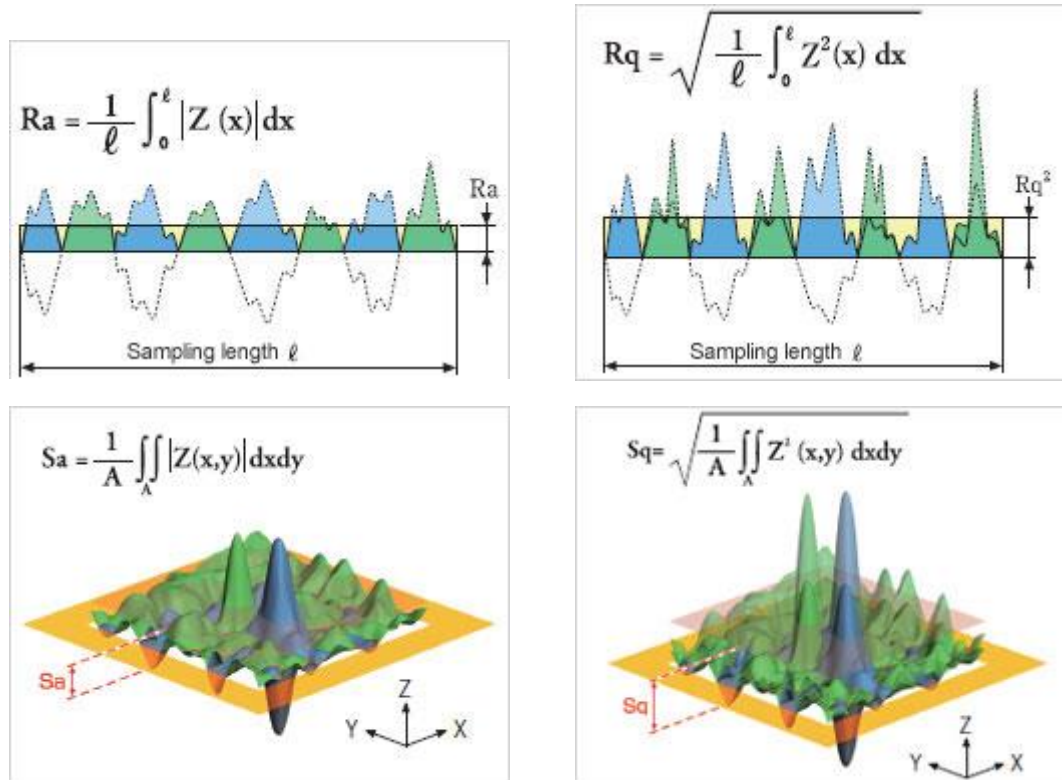 Ra = 1/ℓ ∫₀^ℓ |Z (x)| dx
Ra
Sampling length ℓ
Rq = √(1/ℓ ∫₀^ℓ Z²(x) dx)
Rq²
Sampling length ℓ
Sa = 1/A ∬_A |Z(x,y)| dxdy
Sa
Z
Y
X
Sq= √(1/A ∬_A Z² (x,y) dxdy)
Sq
Z
Y
X